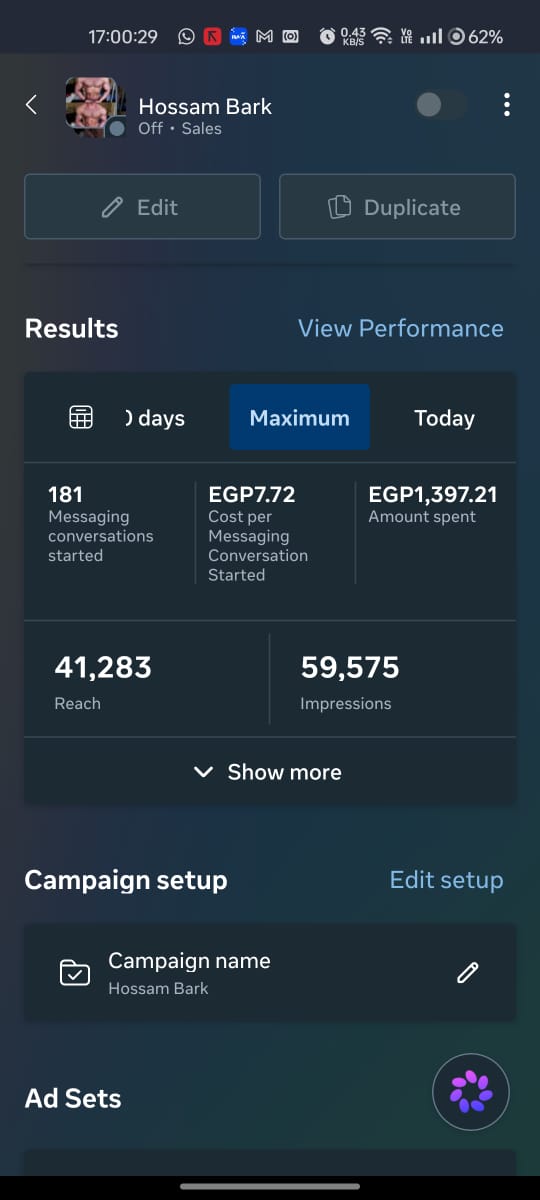 17:00:29
0.43 KB/S
Vo LTE
62%
Hossam Bark
Off • Sales
Edit
Duplicate
Results
View Performance
days
Maximum
Today
181
Messaging
conversations
started
EGP7.72
Cost per
Messaging
Conversation
Started
EGP1,397.21
Amount spent
41,283
Reach
59,575
Impressions
Show more
Campaign setup
Edit setup
Campaign name
Hossam Bark
Ad Sets